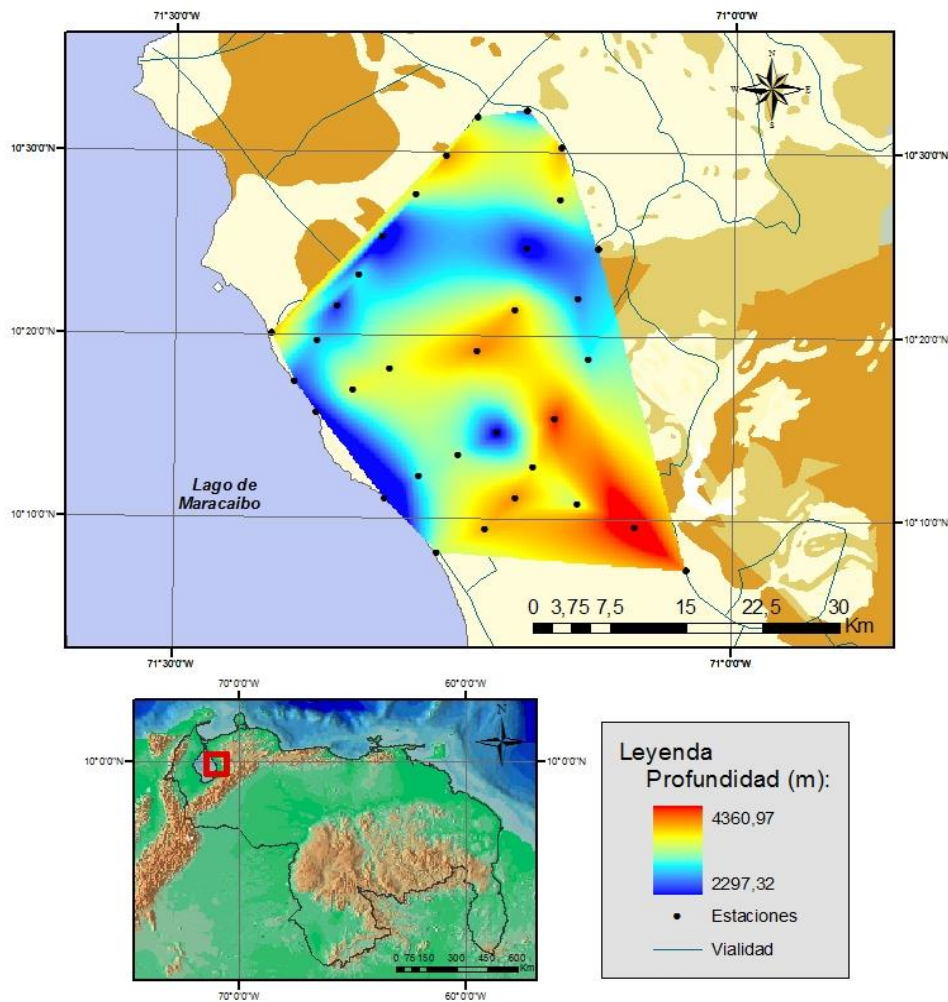 71°30'0"W 71°0'0"W
N
W E
S
10°30'0"N 10°30'0"N
10°20'0"N 10°20'0"N
Lago de
Maracaibo
10°10'0"N 10°10'0"N
0 3,75 7,5 15 22,5 30
Km
71°30'0"W 71°0'0"W
70°0'0"W 60°0'0"W
N
10°0'0"N 10°0'0"N
0 75 150 300 450 600
Km
70°0'0"W 60°0'0"W
Leyenda
Profundidad (m):
4360,97
2297,32
Estaciones
Vialidad